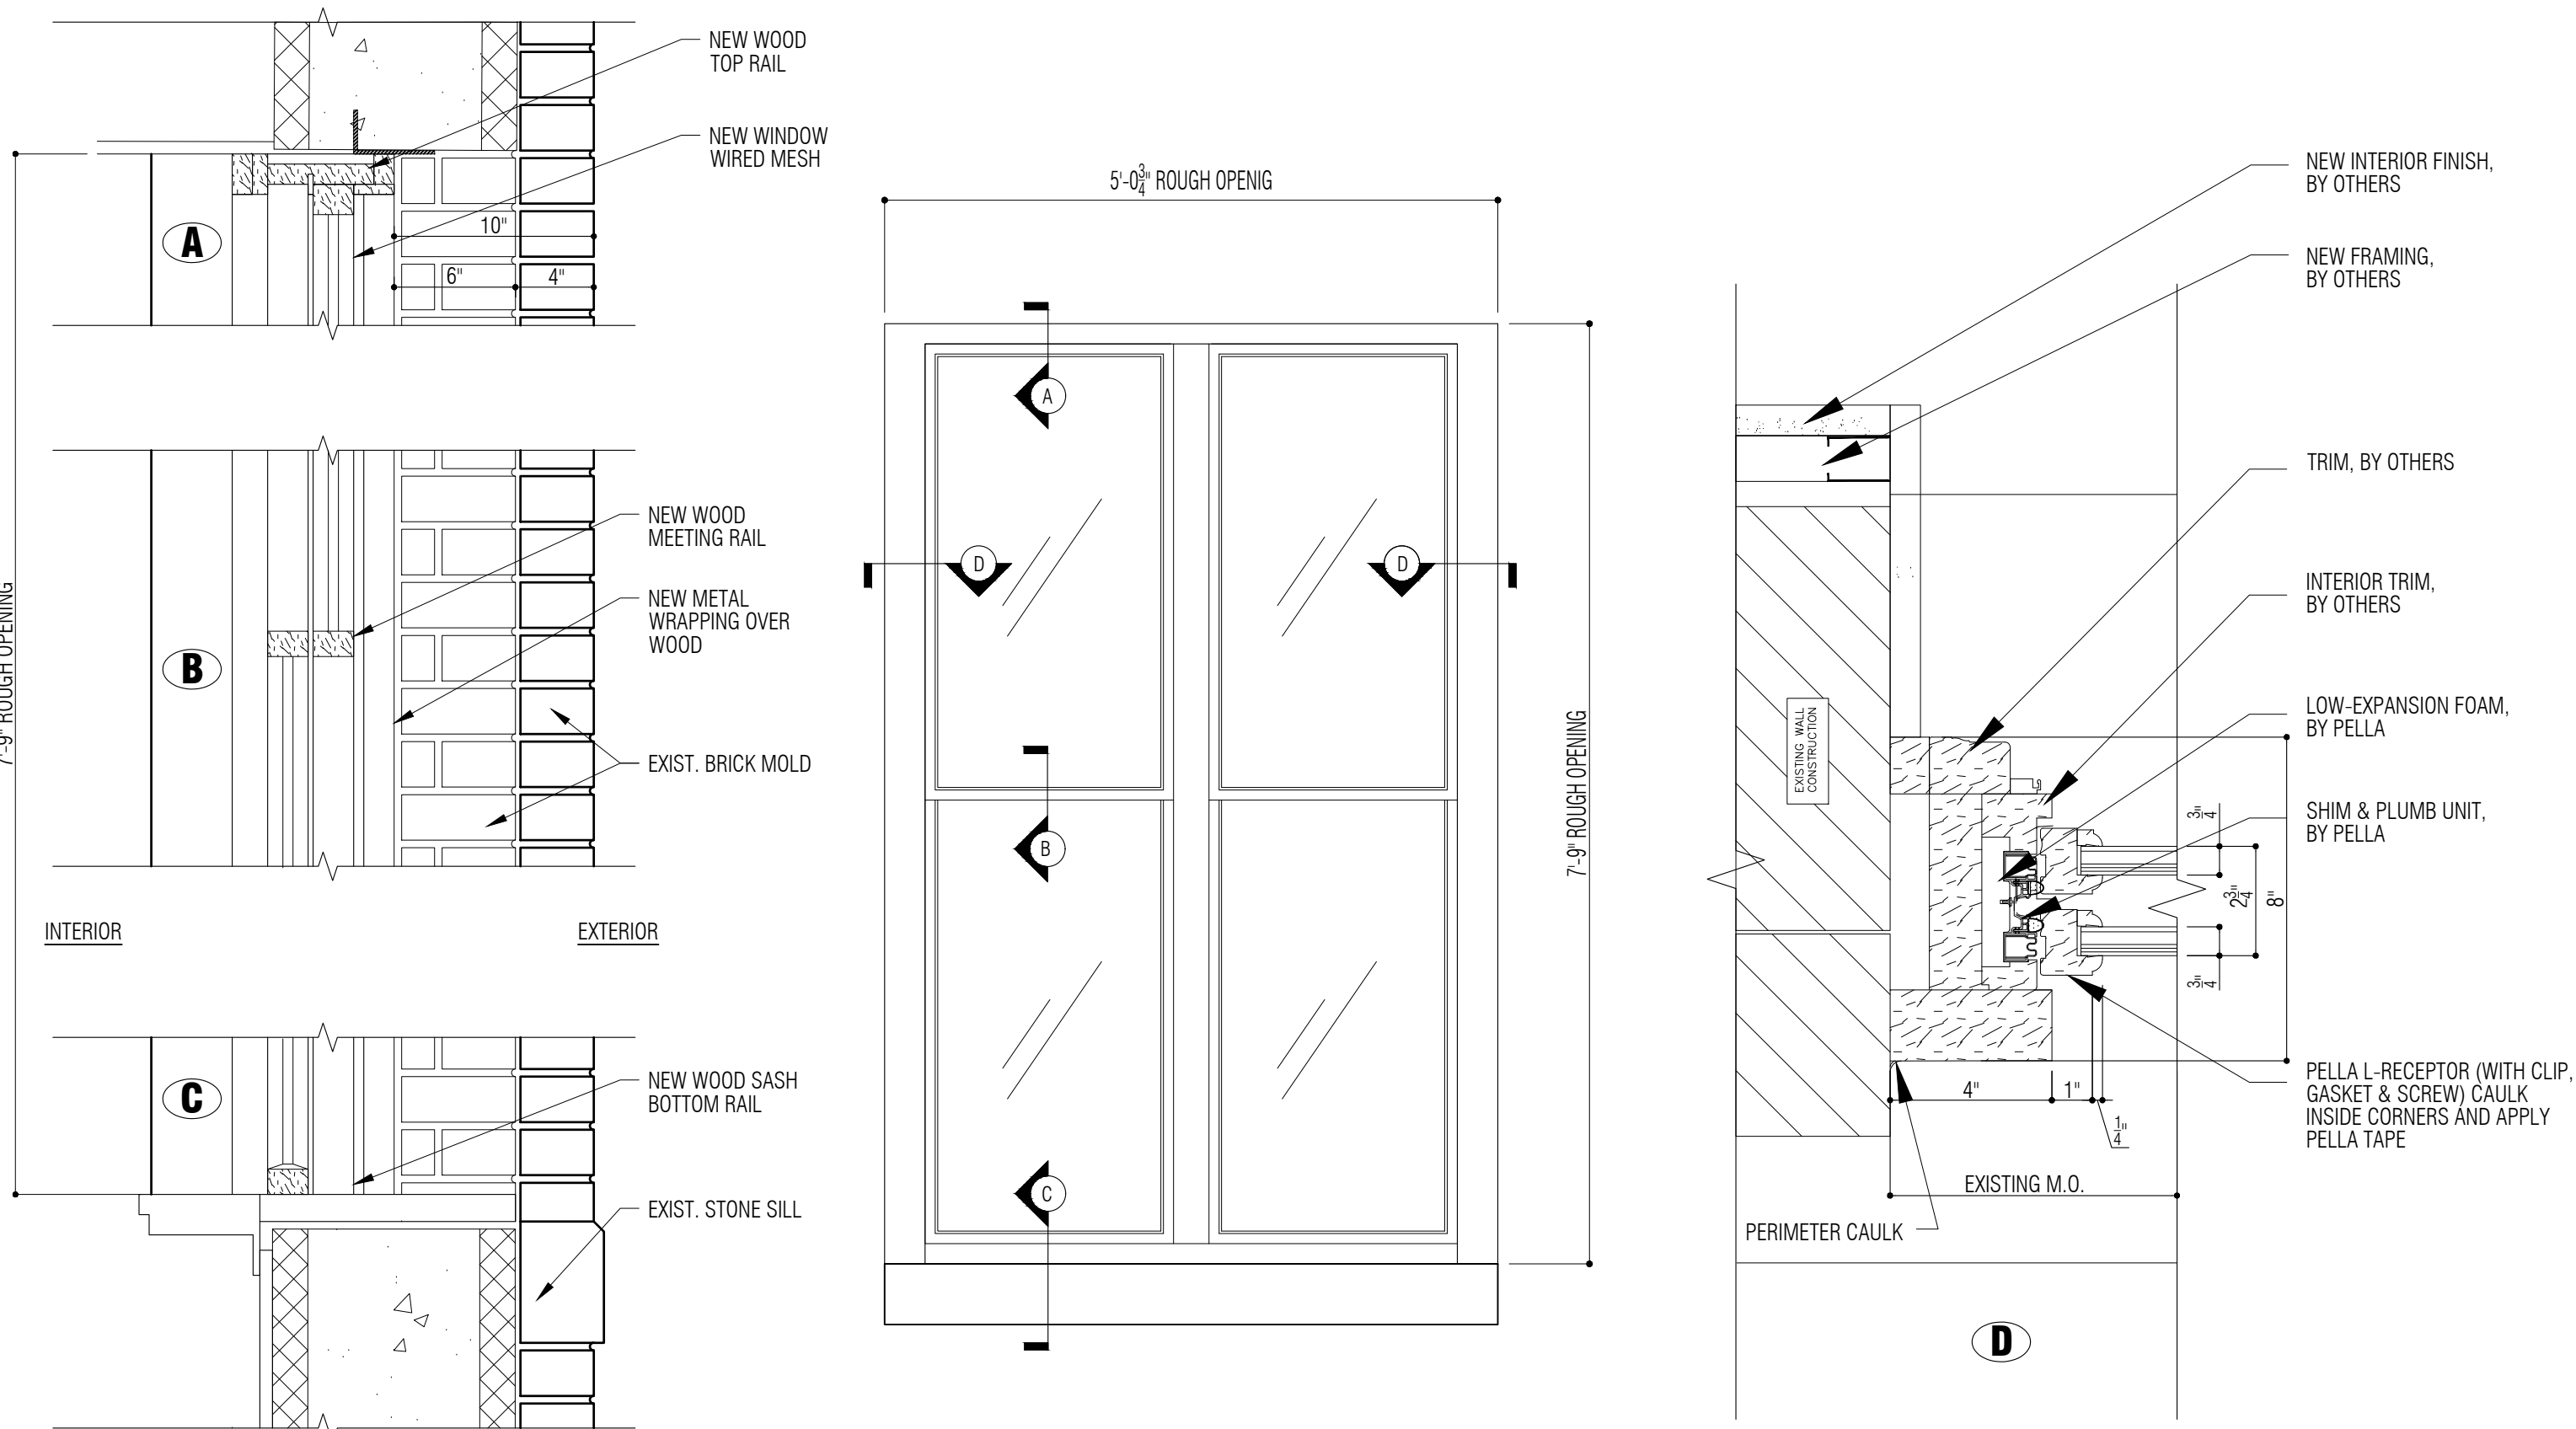 NEW WOOD
TOP RAIL
NEW WINDOW
WIRED MESH
A
10"
6"
4"
7'-9" ROUGH OPENING
B
NEW WOOD
MEETING RAIL
NEW METAL
WRAPPING OVER
WOOD
EXIST. BRICK MOLD
INTERIOR
EXTERIOR
C
NEW WOOD SASH
BOTTOM RAIL
EXIST. STONE SILL
5'-0 3/4" ROUGH OPENIG
A
D
D
B
C
7'-9" ROUGH OPENING
NEW INTERIOR FINISH,
BY OTHERS
NEW FRAMING,
BY OTHERS
TRIM, BY OTHERS
INTERIOR TRIM,
BY OTHERS
LOW-EXPANSION FOAM,
BY PELLA
SHIM & PLUMB UNIT,
BY PELLA
EXISTING WALL
CONSTRUCTION
3/4"
2 3/4"
8"
3/4"
PELLA L-RECEPTOR (WITH CLIP,
GASKET & SCREW) CAULK
INSIDE CORNERS AND APPLY
PELLA TAPE
4"
1"
1/4"
EXISTING M.O.
PERIMETER CAULK
D